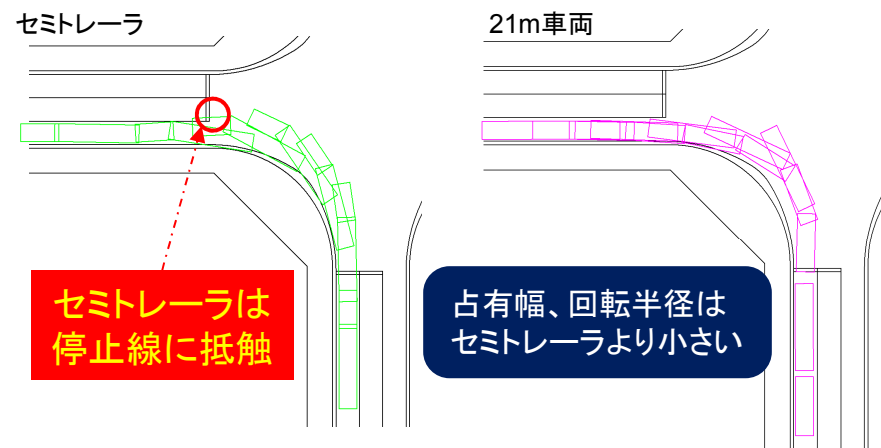 セミトレーラ
21m車両
セミトレーラは
停止線に抵触
占有幅、回転半径は
セミトレーラより小さい